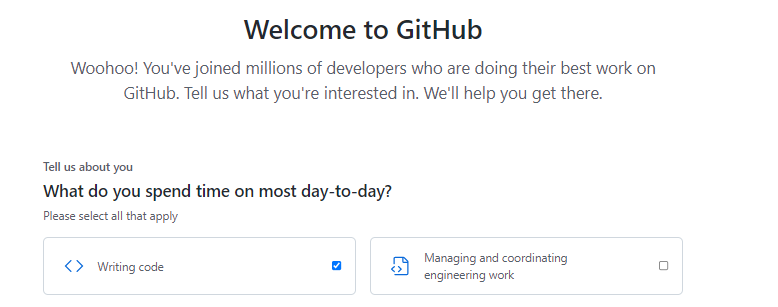 Welcome to GitHub
Woohoo! You've joined millions of developers who are doing their best work on
GitHub. Tell us what you're interested in. We'll help you get there.
Tell us about you
What do you spend time on most day-to-day?
Please select all that apply
Writing code
Managing and coordinating
engineering work